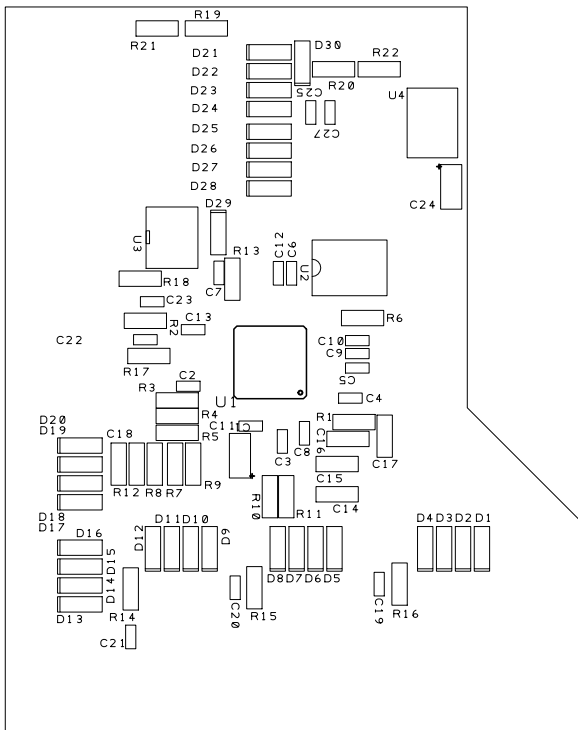 R19
R21
D21
D30
D22
R22
R20
D23
C25
U4
D24
D25
C27
D26
D27
D28
C24
D29
U3
R13
C12
C6
U2
R18
C7
C23
R2
C13
R6
C22
C10
R17
C9
C5
C2
R3
U1
C4
R4
R1
D20
D19
C18
R5
C11
C1
C8
C16
C3
C17
C15
R12
R8
R7
R9
R10
R11
C14
D18
D17
D16
D12
D11
D10
D9
D4
D3
D2
D1
D15
D14
D8
D7
D6
D5
D13
R14
C20
R15
C19
R16
C21